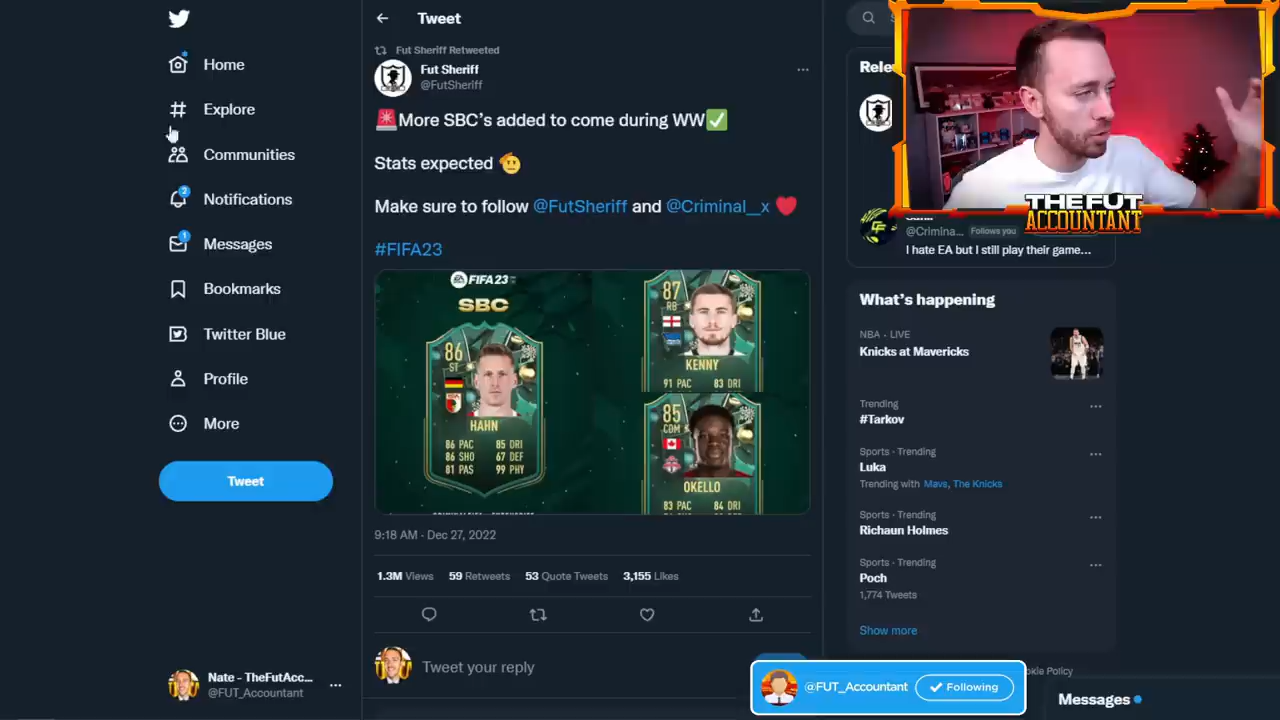 Home
Explore
Communities
Notifications
2
Messages
1
Bookmarks
Twitter Blue
Profile
More
Tweet
Nate - TheFutAcc...
@FUT_Accountant
Tweet
Fut Sheriff Retweeted
Fut Sheriff
@FutSheriff
More SBC's added to come during WW
Stats expected
Make sure to follow @FutSheriff and @Criminal__x
#FIFA23
FIFA 23
SBC
86
ST
HAHN
86 PAC 85 DRI
86 SHO 67 DEF
81 PAS 99 PHY
87
RB
KENNY
91 PAC 83 DRI
85
CDM
OKELLO
83 PAC 84 DRI
9:18 AM · Dec 27, 2022
1.3M Views 59 Retweets 53 Quote Tweets 3,155 Likes
Tweet your reply
THE FUT
ACCOUNTANT
@Crimina... Follows you
I hate EA but I still play their game...
What's happening
NBA · LIVE
Knicks at Mavericks
Trending
#Tarkov
Sports · Trending
Luka
Trending with Mavs, The Knicks
Sports · Trending
Richaun Holmes
Sports · Trending
Poch
1,774 Tweets
Show more
@FUT_Accountant Following
Cookie Policy
Messages